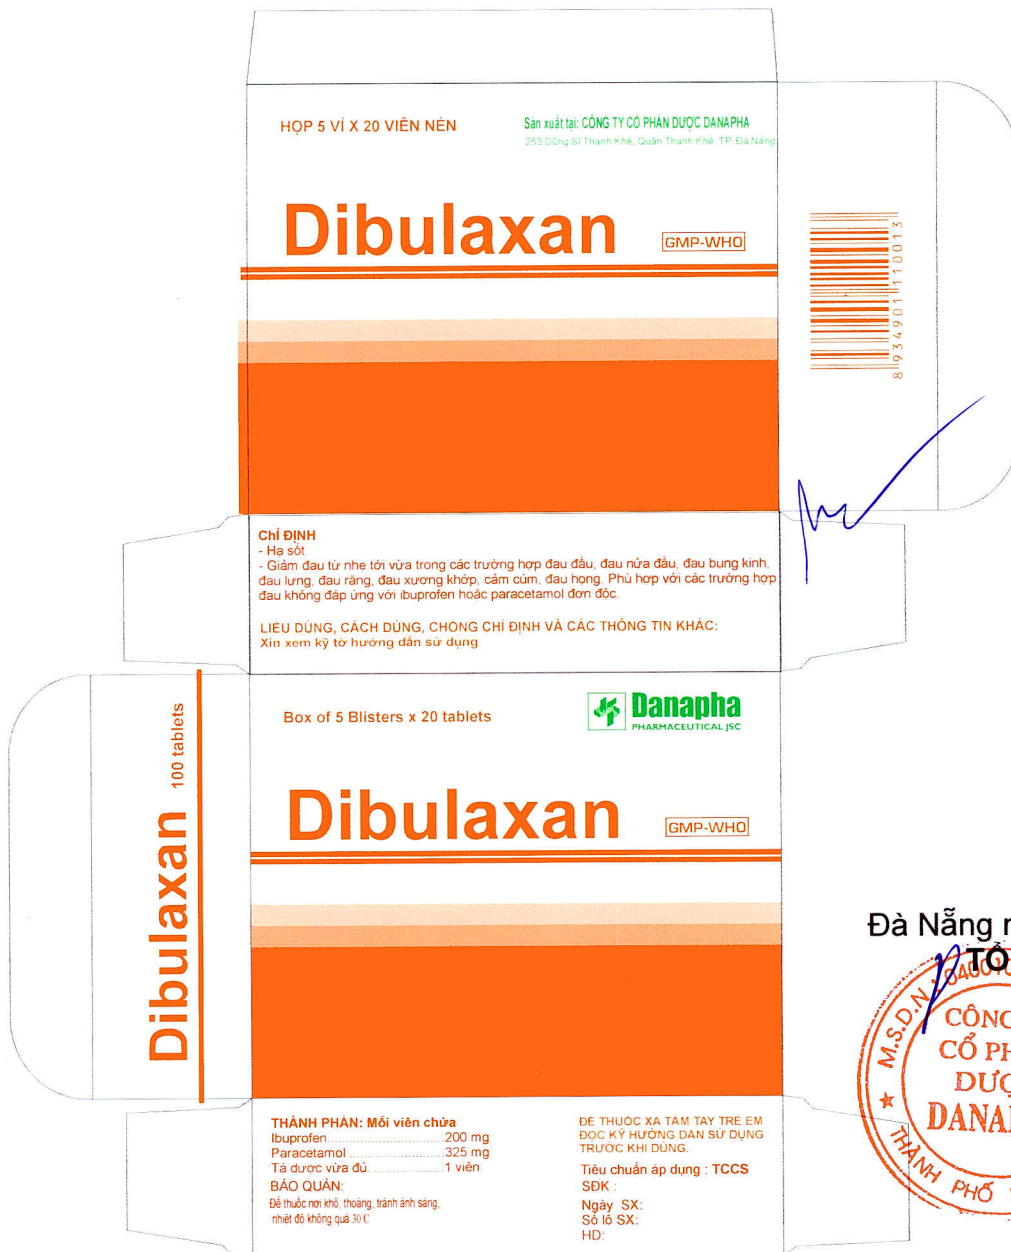 HỘP 5 VỈ X 20 VIÊN NÉN
Sản xuất tại: CÔNG TY CỔ PHẦN DƯỢC DANAPHA
253 Dũng Sĩ Thanh Khê, Quận Thanh Khê, TP. Đà Nẵng
Dibulaxan
GMP-WHO
8 934901 110013
CHỈ ĐỊNH
- Hạ sốt
- Giảm đau từ nhẹ tới vừa trong các trường hợp đau đầu, đau nửa đầu, đau bụng kinh,
đau lưng, đau răng, đau xương khớp, cảm cúm, đau họng. Phù hợp với các trường hợp
đau không đáp ứng với ibuprofen hoặc paracetamol đơn độc.
LIỀU DÙNG, CÁCH DÙNG, CHỐNG CHỈ ĐỊNH VÀ CÁC THÔNG TIN KHÁC:
Xin xem kỹ tờ hướng dẫn sử dụng
Dibulaxan 100 tablets
Box of 5 Blisters x 20 tablets
Danapha
PHARMACEUTICAL JSC
Dibulaxan
GMP-WHO
Đà Nẵng
TỔ
M.S.D.N : 04001
CÔNG
CỔ PH
DƯỢ
DANA
THÀNH PHỐ
THÀNH PHẦN: Mỗi viên chứa
Ibuprofen..............................200 mg
Paracetamol.........................325 mg
Tá dược vừa đủ....................1 viên
BẢO QUẢN:
Để thuốc nơi khô, thoáng, tránh ánh sáng,
nhiệt độ không quá 30°C
ĐỂ THUỐC XA TẦM TAY TRẺ EM
ĐỌC KỸ HƯỚNG DẪN SỬ DỤNG
TRƯỚC KHI DÙNG.
Tiêu chuẩn áp dụng : TCCS
SĐK :
Ngày SX:
Số lô SX:
HD: